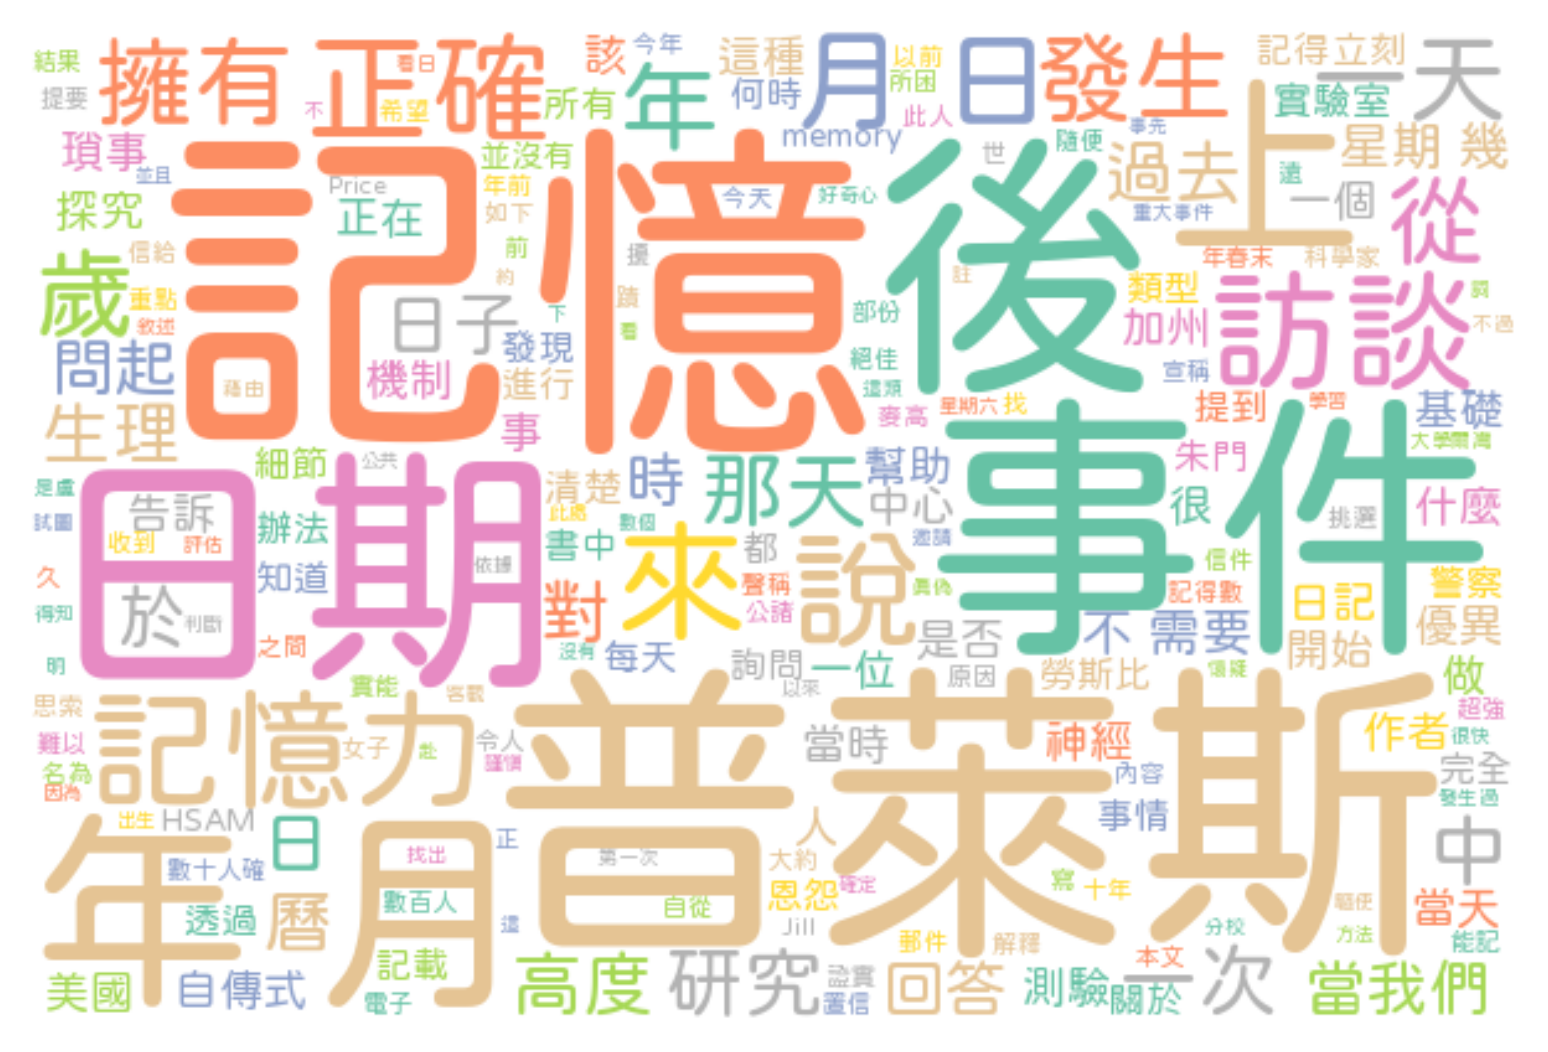 結果
擁有
正確
看日
該
今年
這種
月
日
以前
發生
記得立刻
一天
提要
不
希望
所有
年
何時
所困
此人
實驗室
瑣事
並且
並沒有
memory
事先
隨便
過去
上
星期
幾
記憶
Price
年前
今天
好奇心
後
世
重大事件
遠
一個
從
探究
正在
如下
歲
信給
前
擾
年春末
科學家
重點
約
註
類型
訪談
敘述
日子
下
蹟
看
部份
加州
不過
問起
發現
絕佳
宣稱
藉由
機制
進行
這類
生理
事
麥高
星期六
找
提到
學習
基礎
大學爾灣
細節
公共
清楚
時
那天
幫助
事件
朱門
是盧
日期
告訴
此處
中心
很
挑選
什麼
試圖
收到
評估
辦法
數個
書中
來
都
邀請
信件
依據
久
知道
對
聲稱
說
真偽
記得數
日記
警察
得知
於
判斷
公諸
是否
不
需要
優異
之間
沒有
每天
詢問
一位
開始
明
實能
客觀
以來
原因
勞斯比
懷疑
做
思索
記憶力
普萊斯
超強
難以
女子
赴
令人
謹慎
當時
神經
作者
很快
名為
因為
內容
完全
發生過
出生
HSAM
日
年
月
正
人
事情
中
數十人確
找出
第一次
大約
數百人
恩怨
確定
寫
十年
軀便
當天
透過
曆
這
自從
Jill
分校
方法
郵件
解釋
能記
美國
自傳式
記載
電子
高度
研究
證實
置信
回答
測驗
關於
本文
一次
當我們